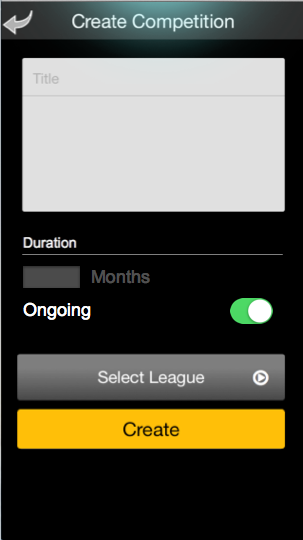 Create Competition
Title
Duration
Months
Ongoing
Select League
Create